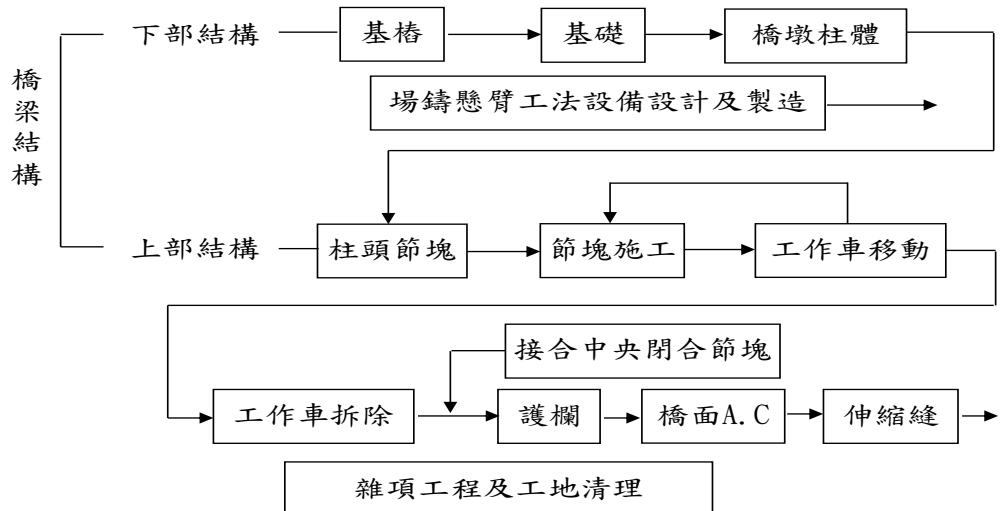 橋梁結構
下部結構
基樁
基礎
橋墩柱體
場鑄懸臂工法設備設計及製造
上部結構
柱頭節塊
節塊施工
工作車移動
接合中央閉合節塊
工作車拆除
護欄
橋面A.C
伸縮縫
雜項工程及工地清理